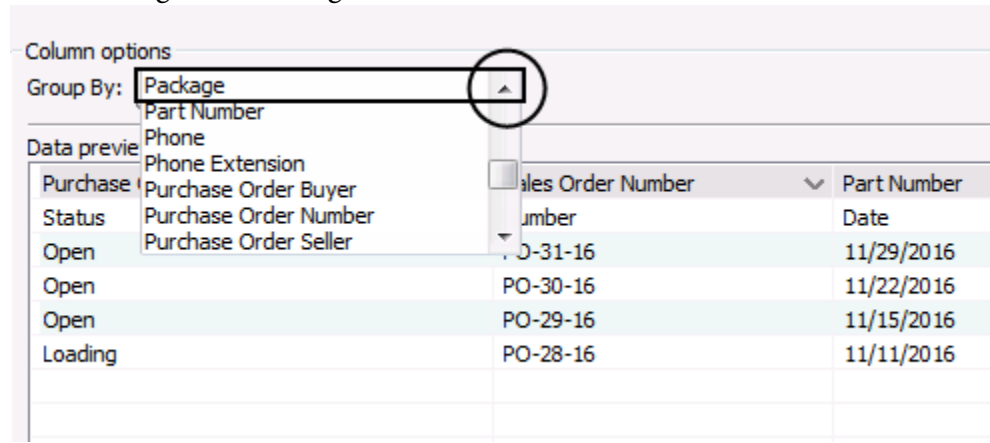 Column options
Group By: Package
Part Number
Phone
Phone Extension
Purchase Order Buyer
Purchase Order Number
Purchase Order Seller
Data previe
Purchase ales Order Number Part Number
Status umber Date
Open O-31-16 11/29/2016
Open PO-30-16 11/22/2016
Open PO-29-16 11/15/2016
Loading PO-28-16 11/11/2016